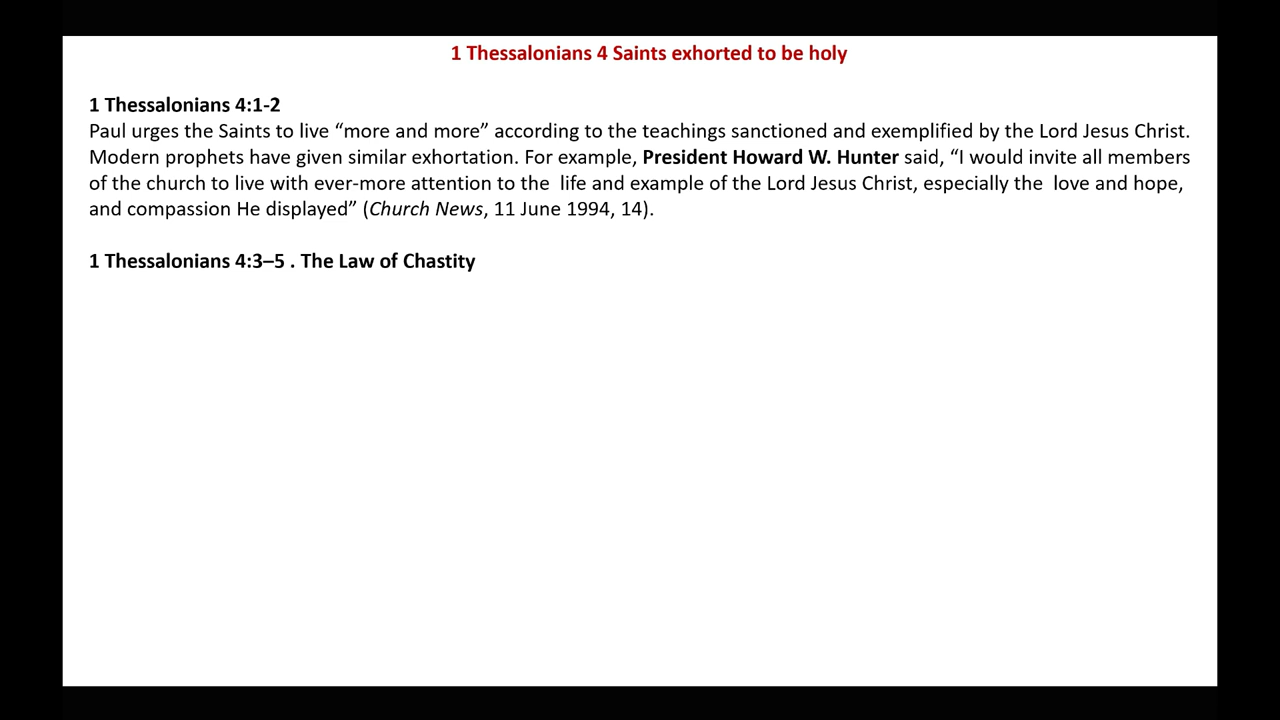 1 Thessalonians 4 Saints exhorted to be holy
1 Thessalonians 4:1-2
Paul urges the Saints to live “more and more” according to the teachings sanctioned and exemplified by the Lord Jesus Christ.
Modern prophets have given similar exhortation. For example, President Howard W. Hunter said, “I would invite all members
of the church to live with ever-more attention to the  life and example of the Lord Jesus Christ, especially the  love and hope,
and compassion He displayed” (Church News, 11 June 1994, 14).
1 Thessalonians 4:3–5 . The Law of Chastity